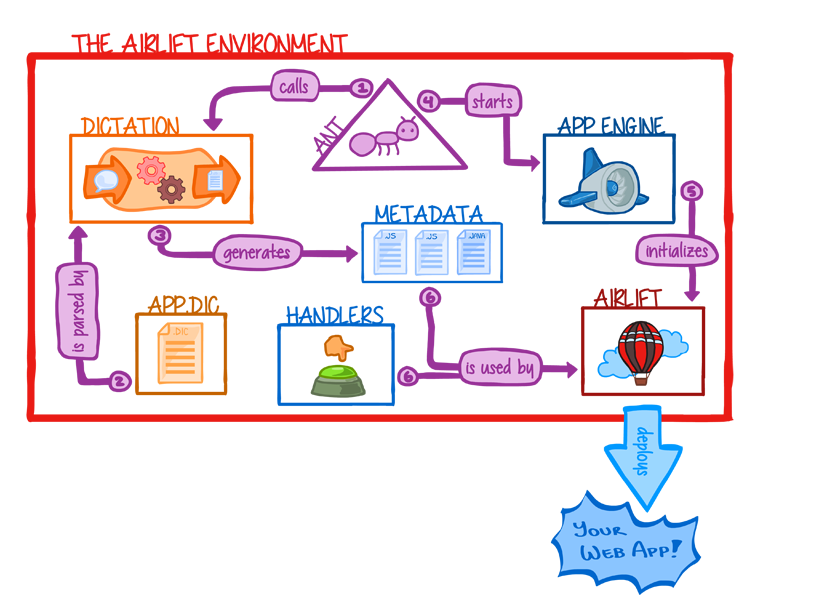 THE AIRLIFT ENVIRONMENT
calls
1
4
starts
ANT
DICTATION
APP ENGINE
3
generates
METADATA
JS
JS
JAVA
5
initializes
is parsed by
2
APP.DIC
.DIC
HANDLERS
6
6
is used by
AIRLIFT
deploys
YOUR
WEB APP!